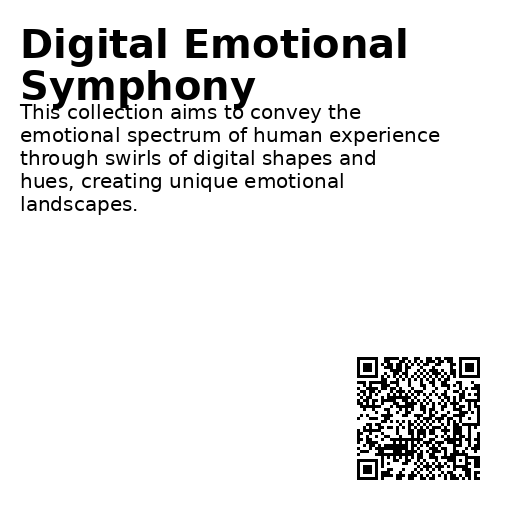 Digital Emotional
Symphony
This collection aims to convey the
emotional spectrum of human experience
through swirls of digital shapes and
hues, creating unique emotional
landscapes.